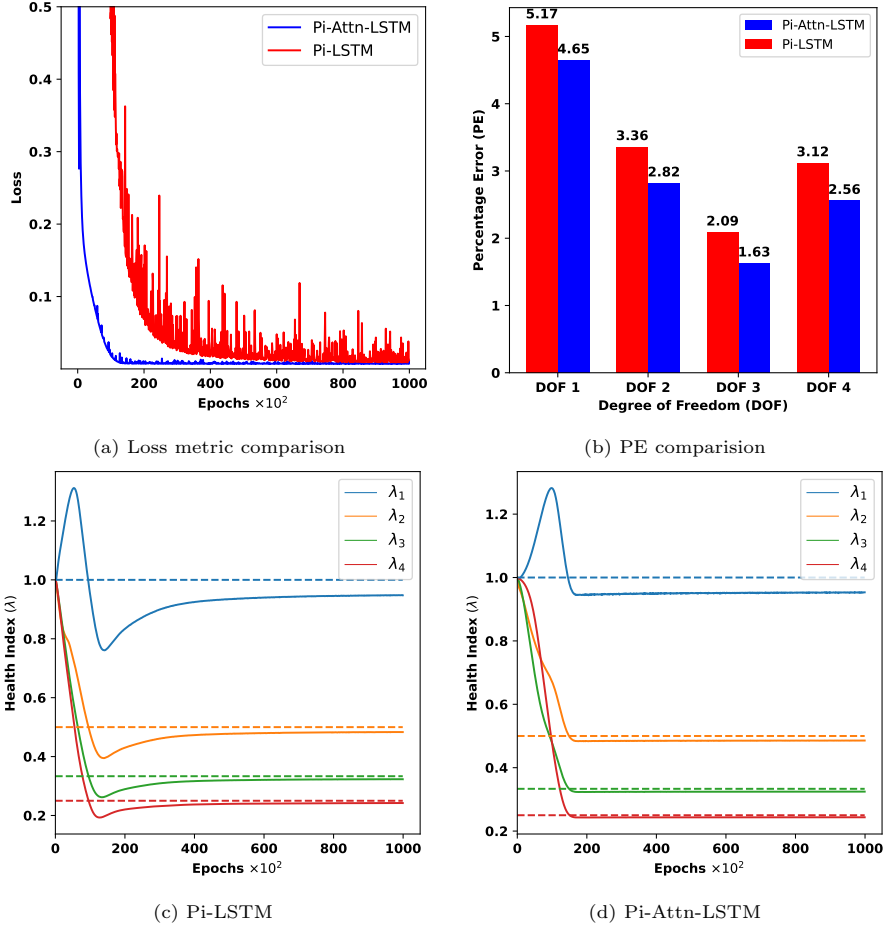 0.5
0.4
0.3
0.2
0.1
Loss
0
200
400
600
800
1000
Epochs ×10²
Pi-Attn-LSTM
Pi-LSTM
(a) Loss metric comparison
5
4
3
2
1
0
Percentage Error (PE)
5.17
4.65
3.36
2.82
2.09
1.63
3.12
2.56
Pi-Attn-LSTM
Pi-LSTM
DOF 1
DOF 2
DOF 3
DOF 4
Degree of Freedom (DOF)
(b) PE comparision
1.2
1.0
0.8
0.6
0.4
0.2
Health Index (λ)
λ₁
λ₂
λ₃
λ₄
0
200
400
600
800
1000
Epochs ×10²
(c) Pi-LSTM
1.2
1.0
0.8
0.6
0.4
0.2
Health Index (λ)
λ₁
λ₂
λ₃
λ₄
0
200
400
600
800
1000
Epochs ×10²
(d) Pi-Attn-LSTM